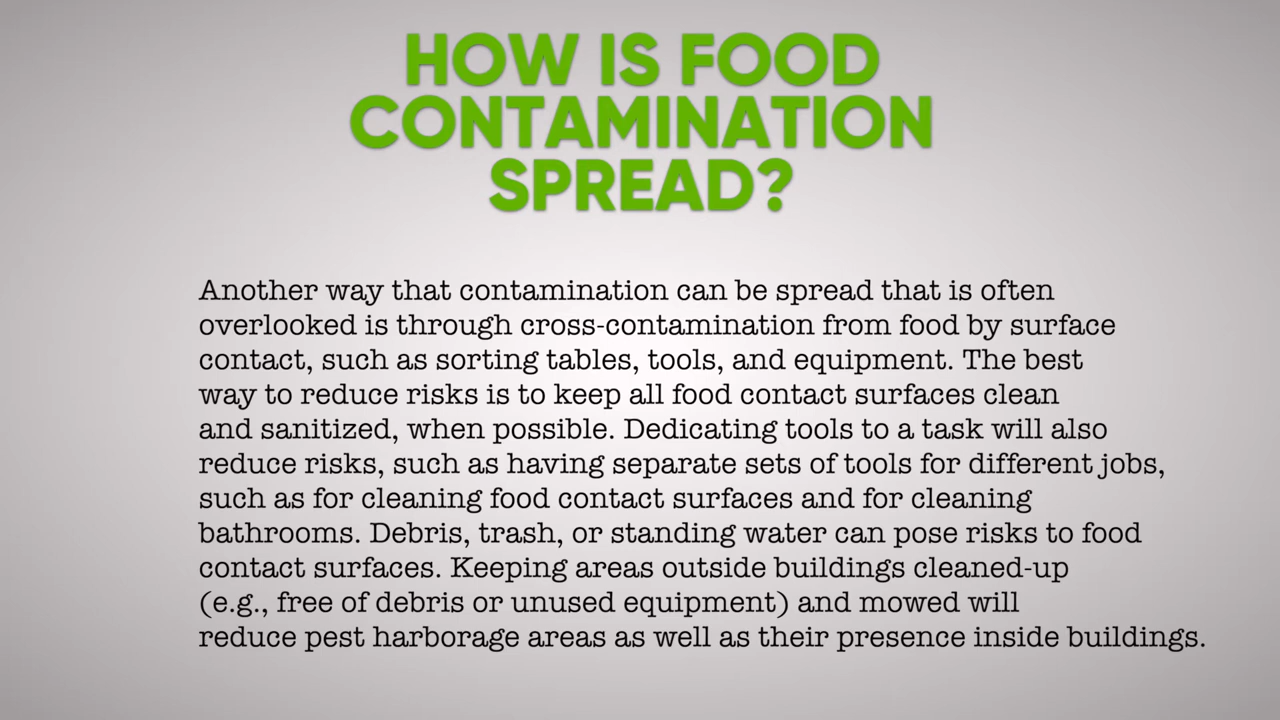 HOW IS FOOD
CONTAMINATION
SPREAD?
Another way that contamination can be spread that is often
overlooked is through cross-contamination from food by surface
contact, such as sorting tables, tools, and equipment. The best
way to reduce risks is to keep all food contact surfaces clean
and sanitized, when possible. Dedicating tools to a task will also
reduce risks, such as having separate sets of tools for different jobs,
such as for cleaning food contact surfaces and for cleaning
bathrooms. Debris, trash, or standing water can pose risks to food
contact surfaces. Keeping areas outside buildings cleaned-up
(e.g., free of debris or unused equipment) and mowed will
reduce pest harborage areas as well as their presence inside buildings.